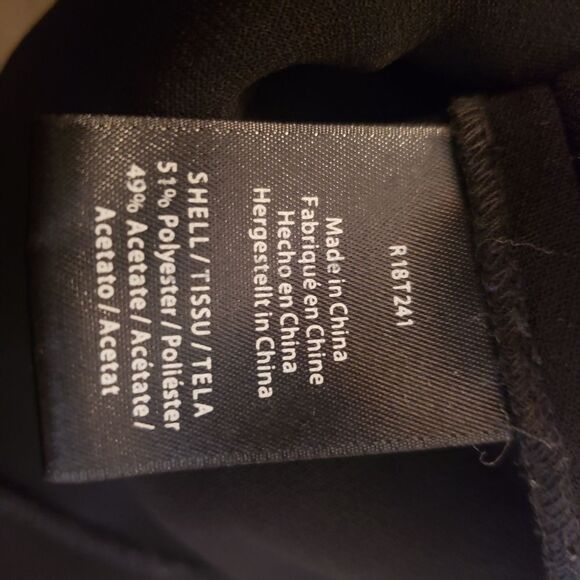 R18T241
Made in China
Fabriqué en Chine
Hecho en China
Hergestellt in China
SHELL / TISSU / TELA
51% Polyester / Poliéster
49% Acetate / Acétate /
Acetato / Acetat